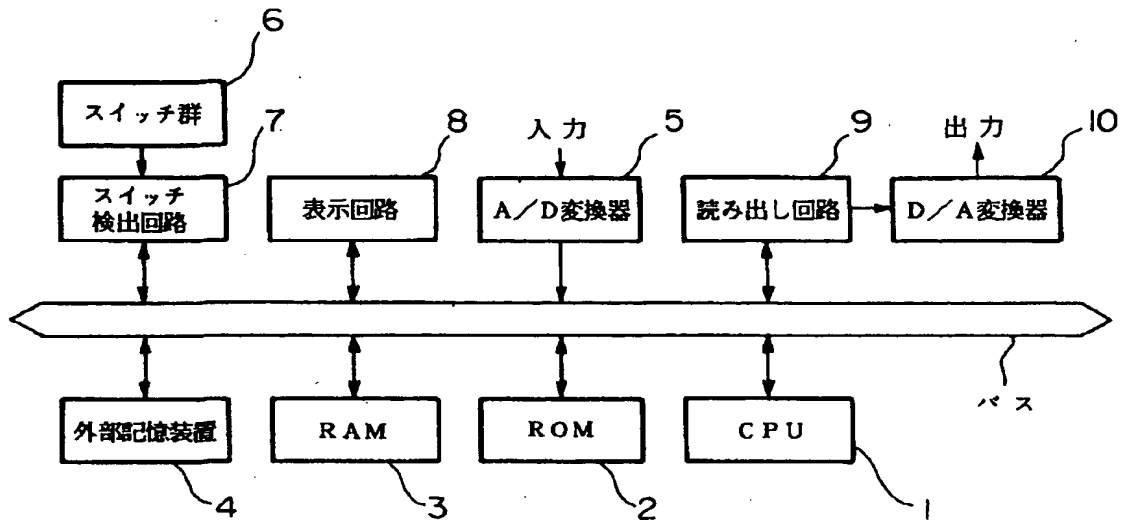 6
スイッチ群
7
8
入力
5
9
出力
10
スイッチ
検出回路
表示回路
A/D変換器
読み出し回路
D/A変換器
バス
外部記憶装置
RAM
ROM
CPU
4
3
2
1